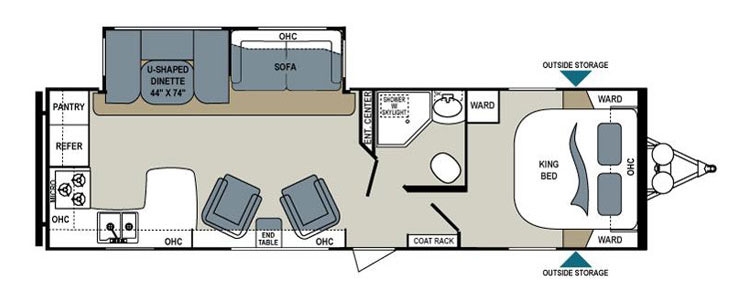 OHC
U-SHAPED
DINETTE
44" X 74"
SOFA
OUTSIDE STORAGE
PANTRY
REFER
MICRO
OHC
OHC
END
TABLE
OHC
ENT. CENTER
SHOWER
W/
SKYLIGHT
WARD
WARD
KING
BED
OHC
WARD
COAT RACK
OUTSIDE STORAGE